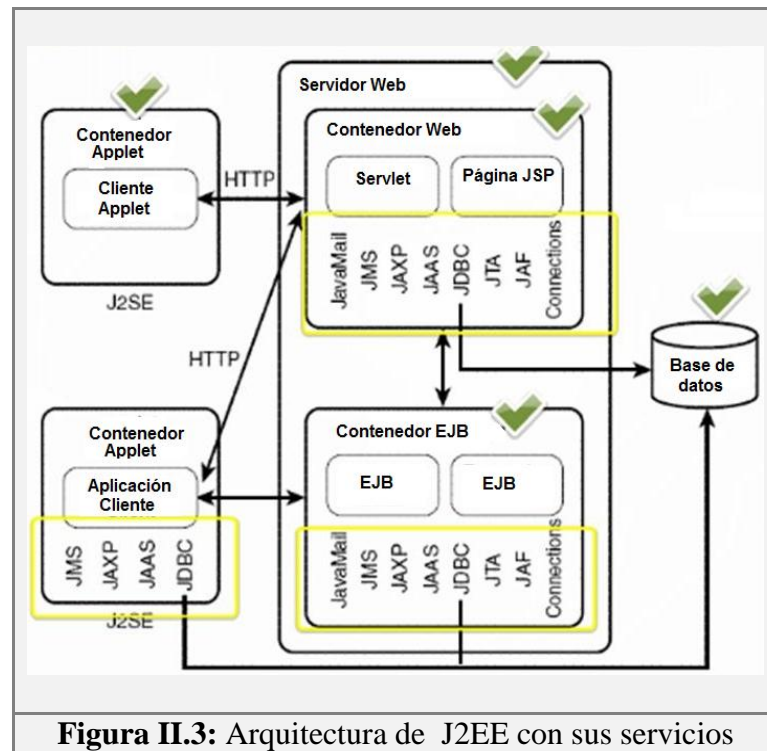 Servidor Web
Contenedor
Applet
Cliente
Applet
J2SE
HTTP
Contenedor Web
Servlet
Página JSP
JavaMail
JMS
JAXP
JAAS
JDBC
JTA
JAF
Connections
HTTP
Base de
datos
Contenedor
Applet
Aplicación
Cliente
JMS
JAXP
JAAS
JDBC
J2SE
Contenedor EJB
EJB
EJB
JavaMail
JMS
JAXP
JAAS
JDBC
JTA
JAF
Connections
Figura II.3: Arquitectura de J2EE con sus servicios